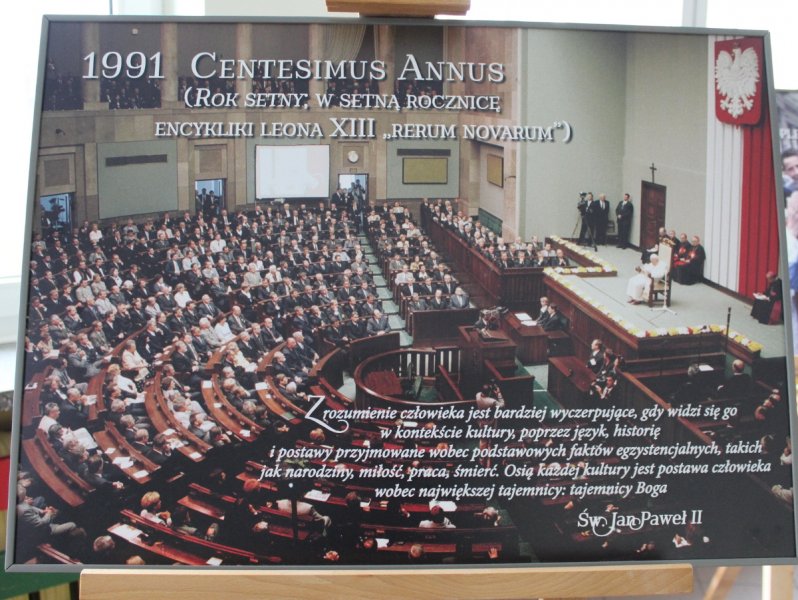 1991 Centesimus Annus
(Rok setny; w setną rocznicę
encykliki Leona XIII „Rerum Novarum”)
Zrozumienie człowieka jest bardziej wyczerpujące, gdy widzi się go
w kontekście kultury, poprzez język, historię
i postawy przyjmowane wobec podstawowych faktów egzystencjalnych, takich
jak narodziny, miłość, praca, śmierć. Osią każdej kultury jest postawa człowieka
wobec największej tajemnicy: tajemnicy Boga
Św. Jan Paweł II